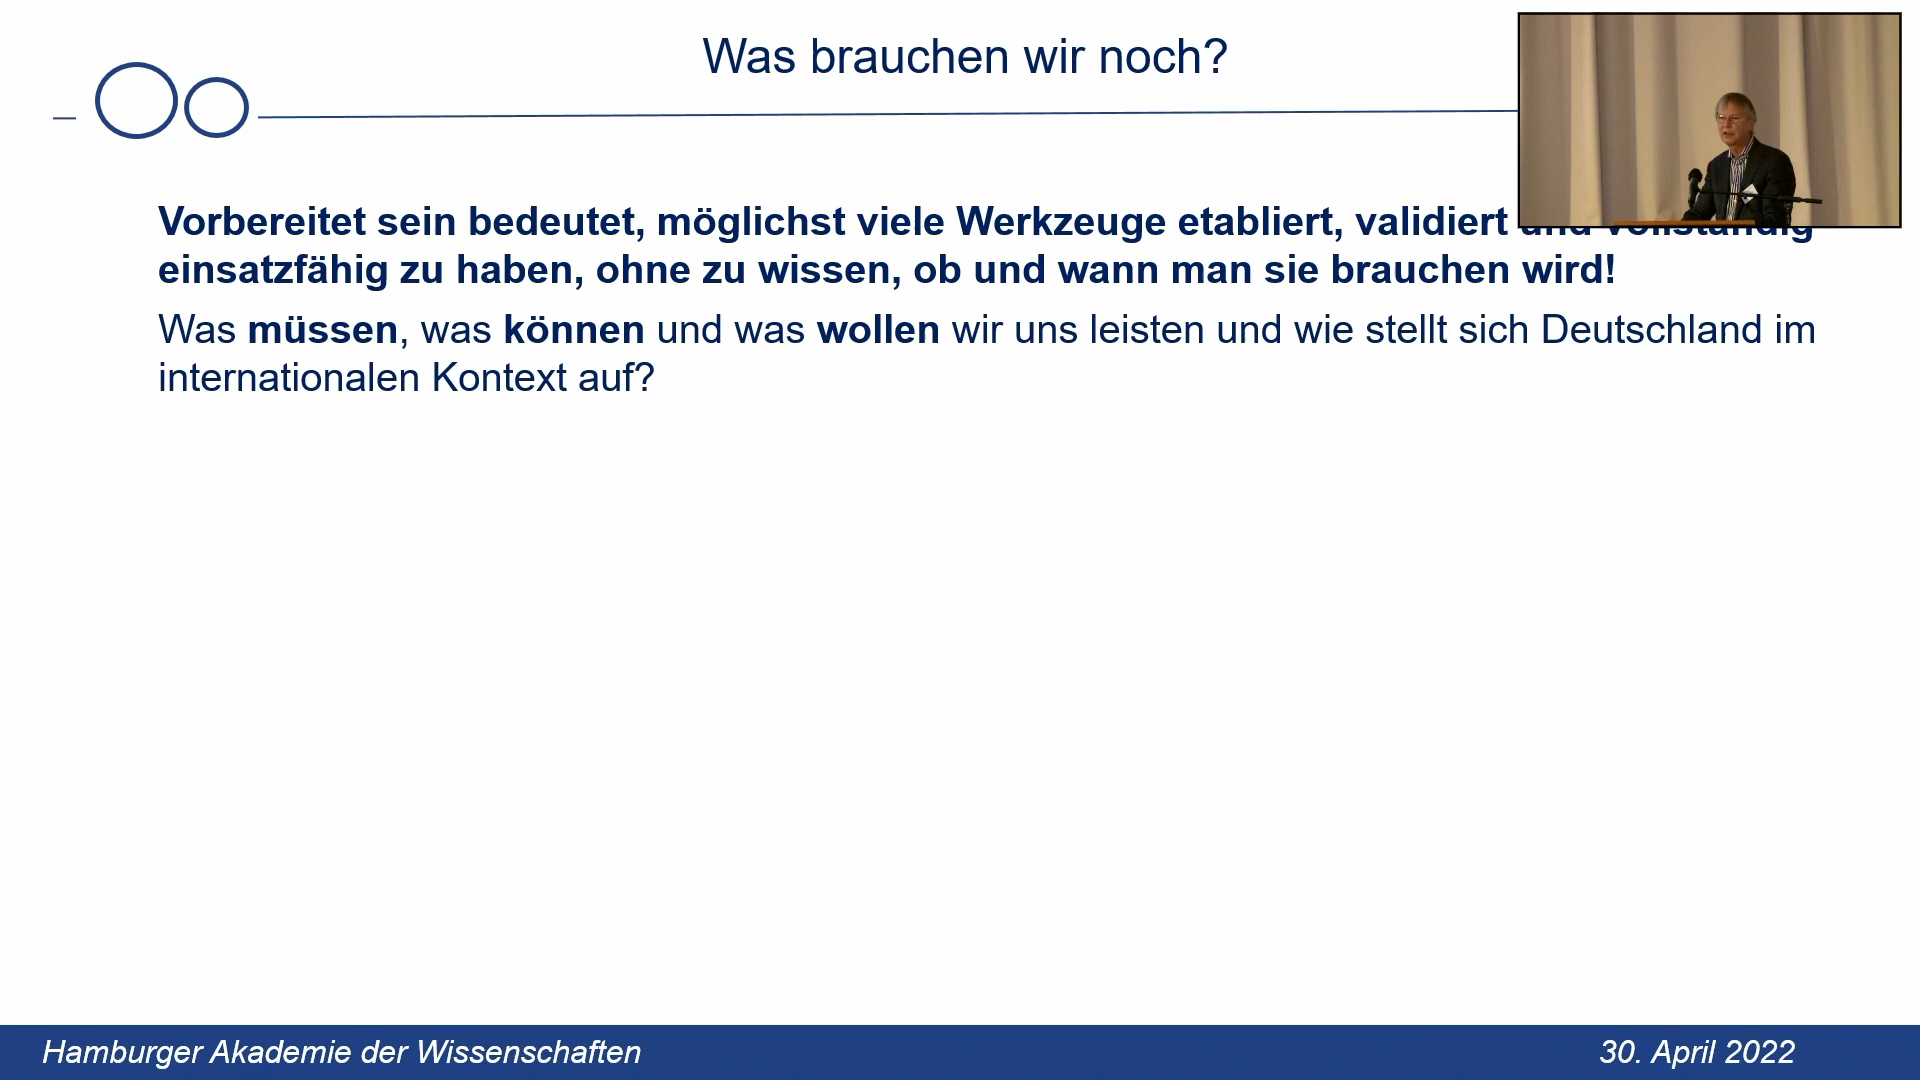 Was brauchen wir noch?
Vorbereitet sein bedeutet, möglichst viele Werkzeuge etabliert, validiert und vollständig
einsatzfähig zu haben, ohne zu wissen, ob und wann man sie brauchen wird!
Was müssen, was können und was wollen wir uns leisten und wie stellt sich Deutschland im
internationalen Kontext auf?
Hamburger Akademie der Wissenschaften
30. April 2022